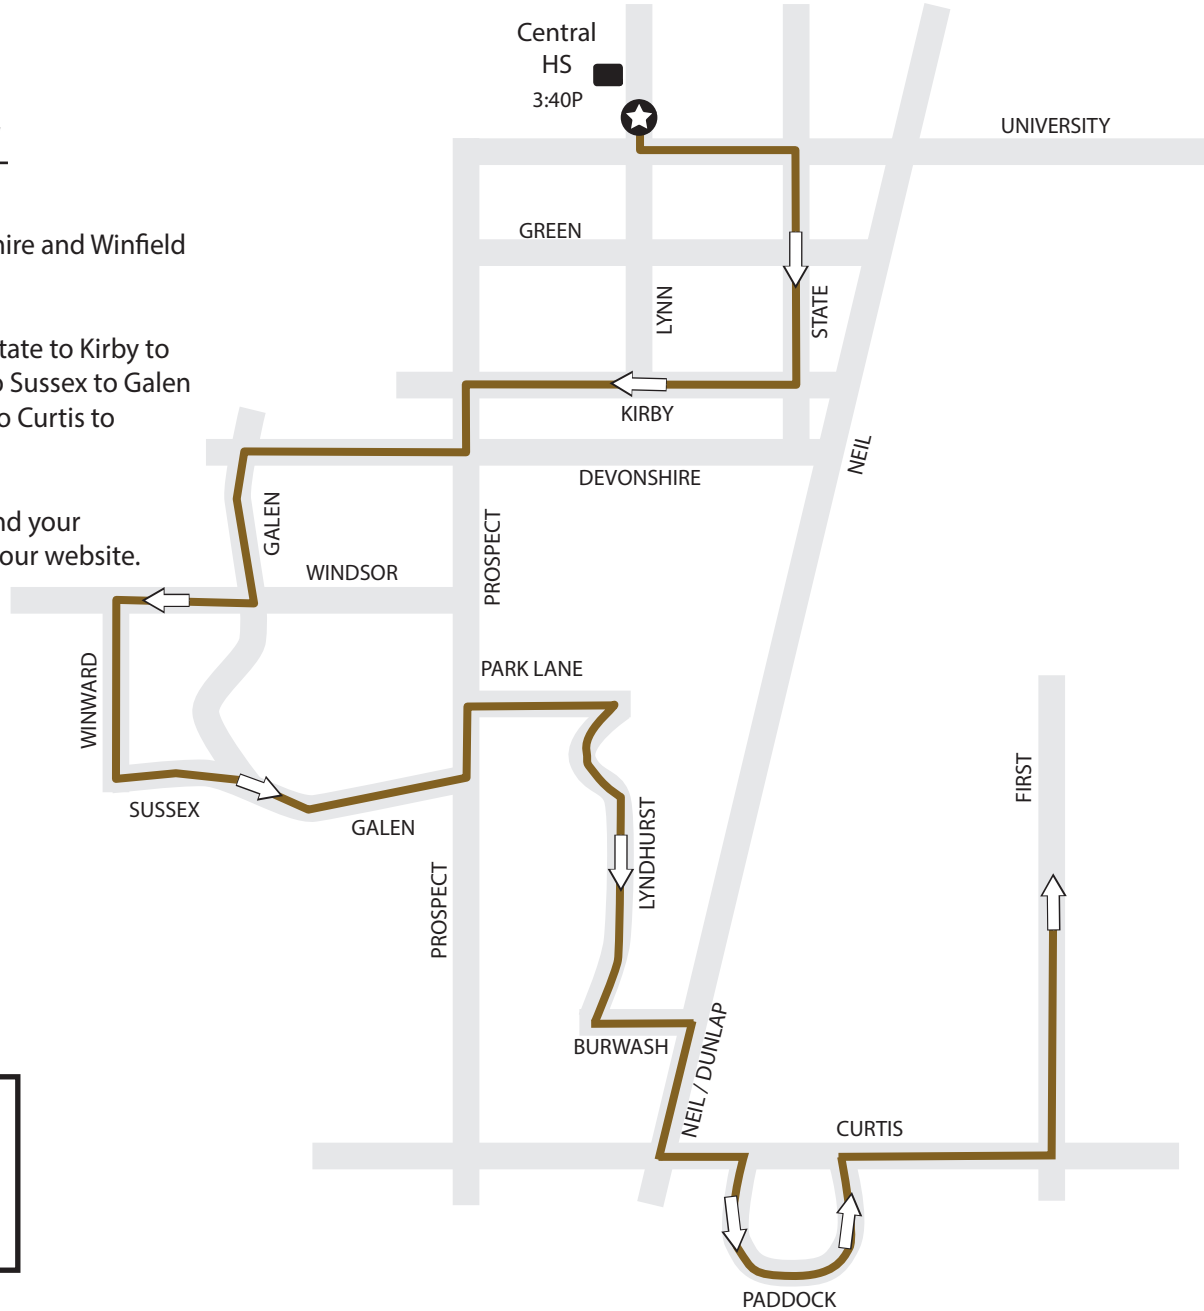 Central
HS
3:40P
UNIVERSITY
GREEN
hire and Winfield
LYNN
STATE
tate to Kirby to
o Sussex to Galen
o Curtis to
KIRBY
NEIL
DEVONSHIRE
GALEN
PROSPECT
nd your
our website.
WINDSOR
WINWARD
PARK LANE
FIRST
SUSSEX
GALEN
LYNDHURST
PROSPECT
BURWASH
NEIL / DUNLAP
CURTIS
PADDOCK